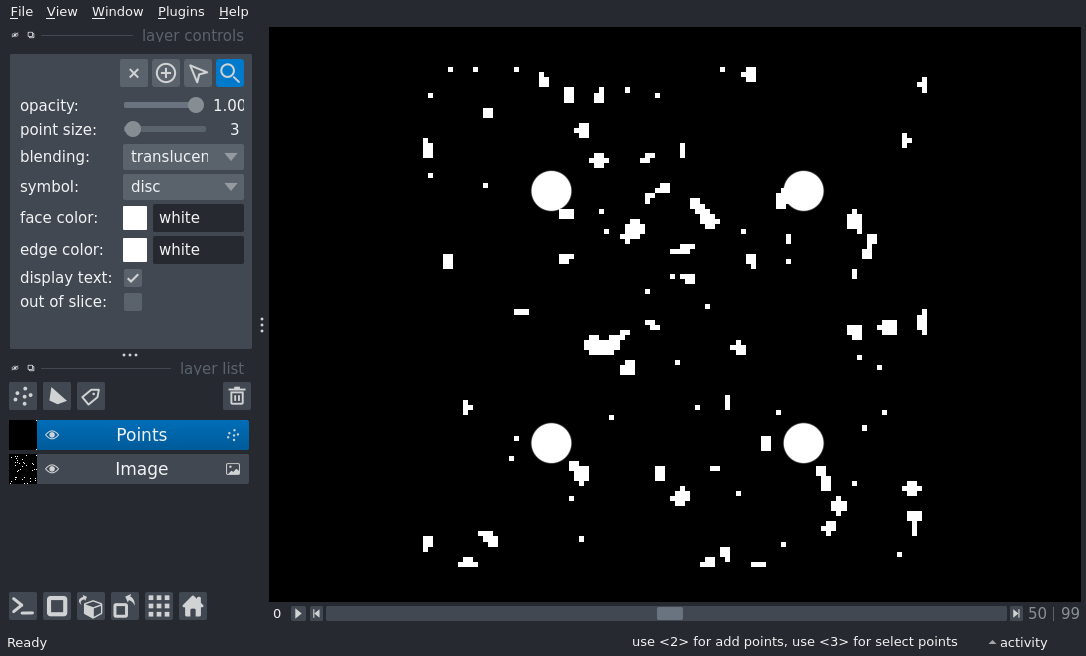 File View Window Plugins Help
layer controls
opacity: 1.00
point size: 3
blending: translucen
symbol: disc
face color: white
edge color: white
display text:
out of slice:
layer list
Points
Image
0 50 | 99
Ready use <2> for add points, use <3> for select points activity